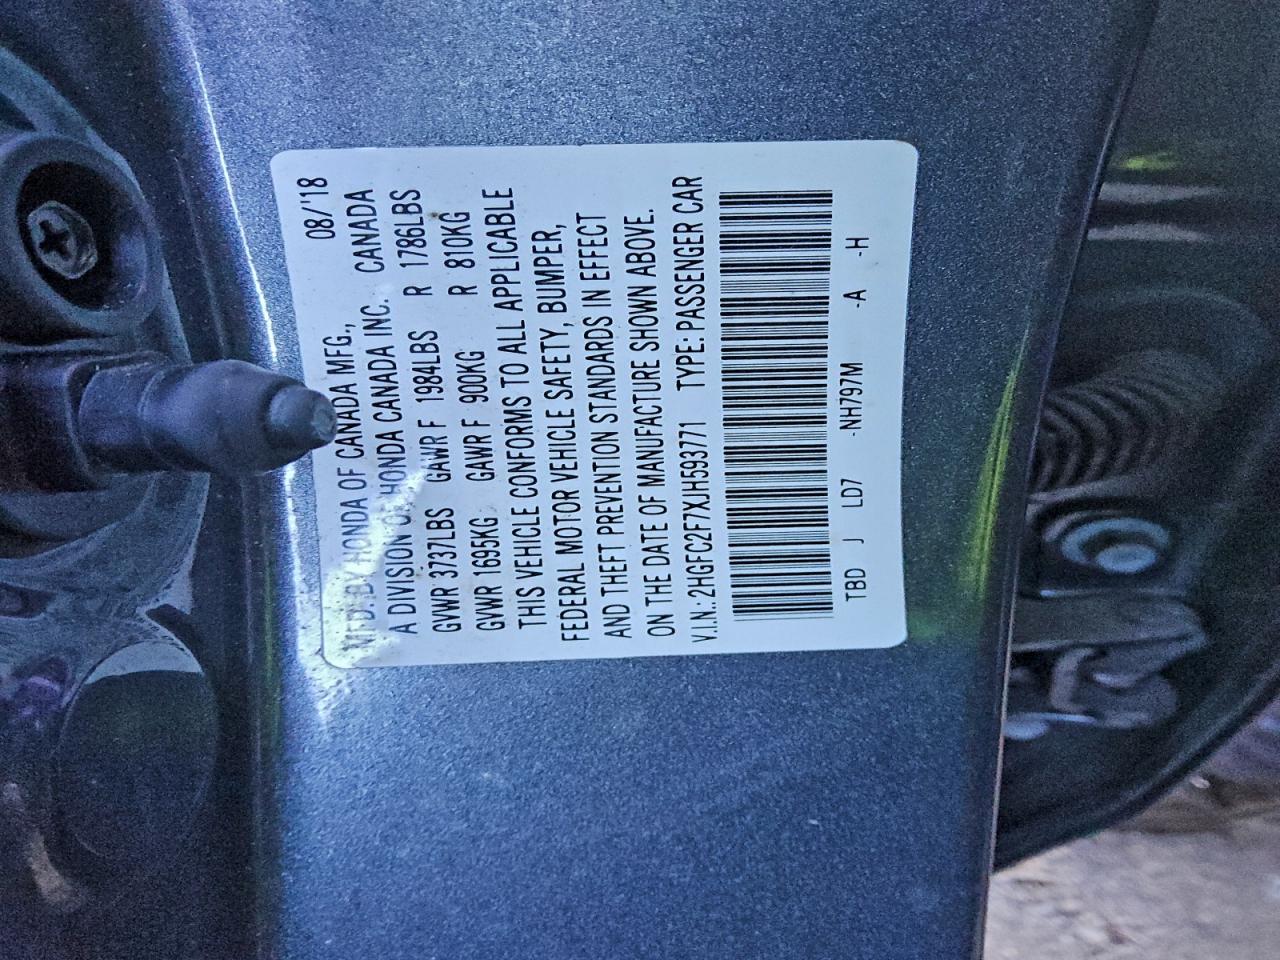 MFD. BY HONDA OF CANADA MFG., 08/'18
A DIVISION OF HONDA CANADA INC. CANADA
GVWR 3737LBS GAWR F 1984LBS R 1786LBS
GVWR 1695KG GAWR F 900KG R 810KG
THIS VEHICLE CONFORMS TO ALL APPLICABLE
FEDERAL MOTOR VEHICLE SAFETY, BUMPER,
AND THEFT PREVENTION STANDARDS IN EFFECT
ON THE DATE OF MANUFACTURE SHOWN ABOVE.
V.I.N.: 2HGFC2F7XJH593771 TYPE: PASSENGER CAR
TBD J LD7 -NH797M -A -H